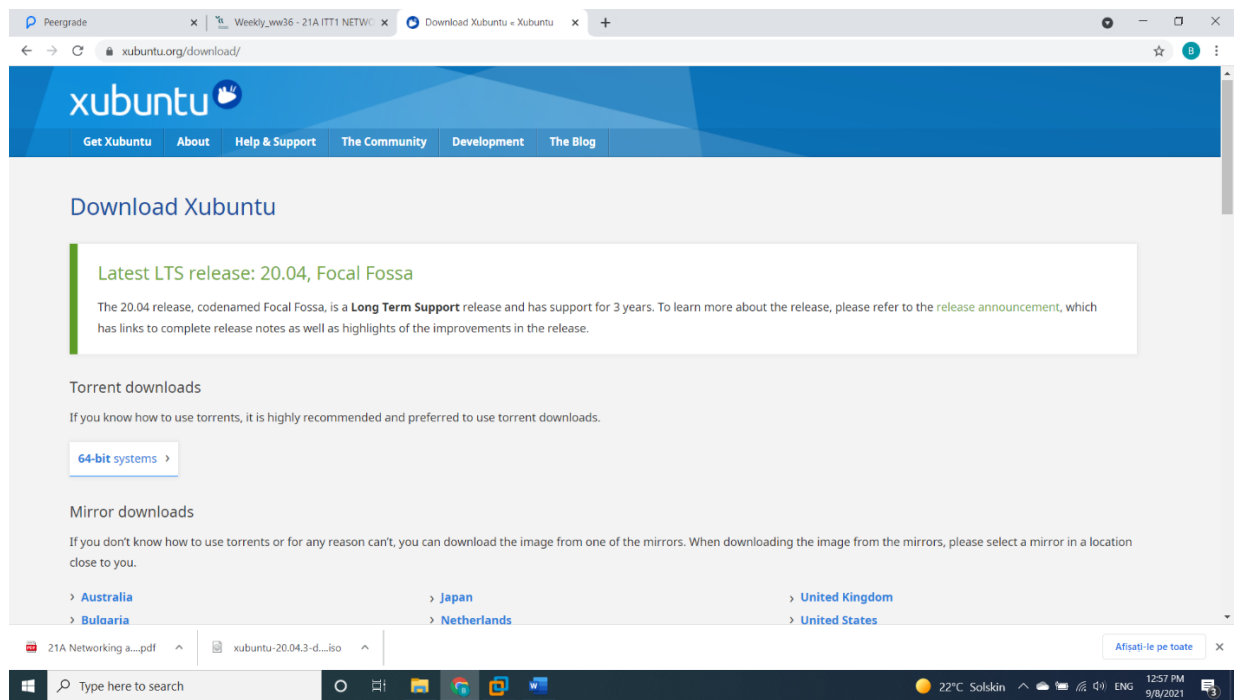 Peergrade
Weekly_ww36 - 21A ITT1 NETWO
Download Xubuntu « Xubuntu
xubuntu.org/download/
B
xubuntu
Get Xubuntu About Help & Support The Community Development The Blog
Download Xubuntu
Latest LTS release: 20.04, Focal Fossa
The 20.04 release, codenamed Focal Fossa, is a Long Term Support release and has support for 3 years. To learn more about the release, please refer to the release announcement, which
has links to complete release notes as well as highlights of the improvements in the release.
Torrent downloads
If you know how to use torrents, it is highly recommended and preferred to use torrent downloads.
64-bit systems
Mirror downloads
If you don't know how to use torrents or for any reason can't, you can download the image from one of the mirrors. When downloading the image from the mirrors, please select a mirror in a location
close to you.
Australia Japan United Kingdom
Bulgaria Netherlands United States
21A Networking a....pdf xubuntu-20.04.3-d....iso Afișați-le pe toate
Type here to search 22°C Solskin ENG 12:57 PM
9/8/2021 3